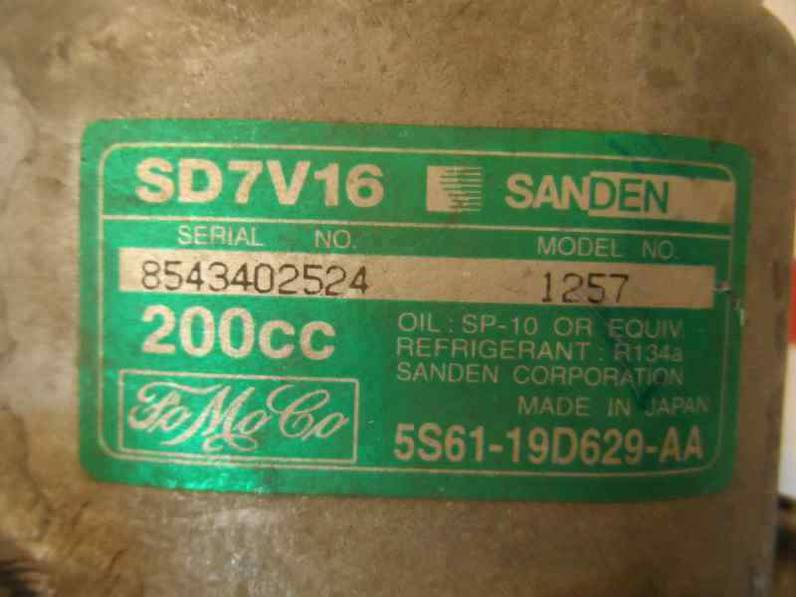 SD7V16 SANDEN
SERIAL NO. MODEL NO.
8543402524 1257
200cc
OIL : SP-10 OR EQUIV.
REFRIGERANT : R134a
SANDEN CORPORATION
MADE IN JAPAN
FoMoCo
5S61-19D629-AA